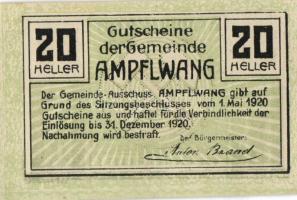 20 HELLER
Gutscheine
der Gemeinde
AMPFLWANG
20 HELLER
Der Gemeinde-Ausschuss AMPFLWANG gibt auf
Grund des Sitzungsbeschlusses vom 1. Mai 1920
Gutscheine aus und haftet für die Verbindlichkeit der
Einlösung bis 31. Dezember 1920.
Nachahmung wird bestraft.
Der Bürgermeister:
Anton Brand